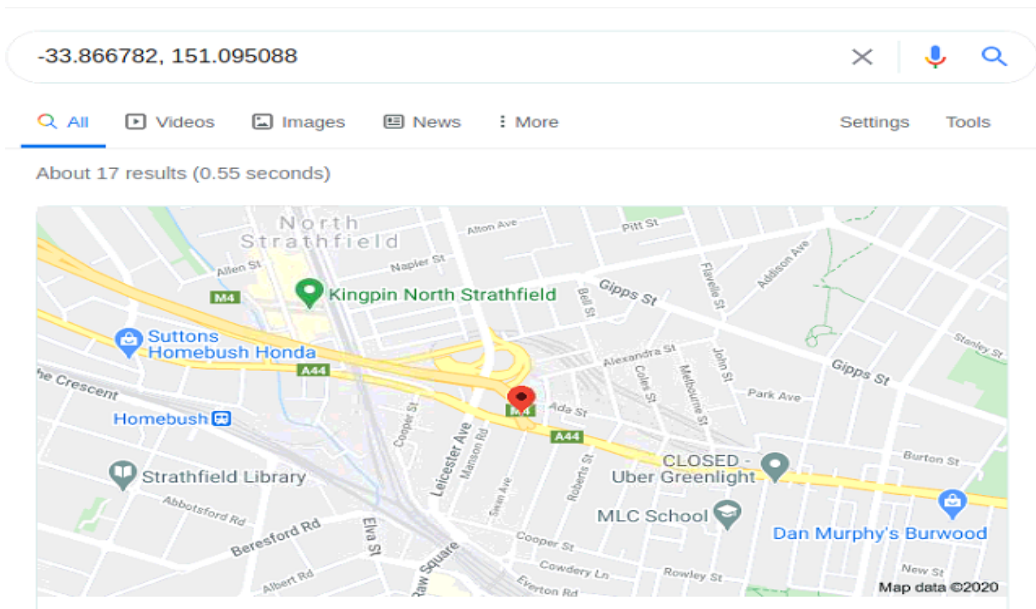 -33.866782, 151.095088
All
Videos
Images
News
More
Settings
Tools
About 17 results (0.55 seconds)
North
Strathfield
Alton Ave
Pitt St
Allen St
Napier St
Flavelle St
Addison Ave
M4
Kingpin North Strathfield
Bell St
Gipps St
Suttons
Homebush Honda
Stanley St
A44
Alexandra St
John St
Gipps St
he Crescent
Coles St
Melbourne St
Park Ave
M4
Ada St
Homebush
Cooper St
A44
Leicester Ave
Manson Rd
CLOSED -
Uber Greenlight
Burton St
Strathfield Library
Roberts St
Swan Ave
Abbotsford Rd
MLC School
Dan Murphy's Burwood
Beresford Rd
Elva St
Cooper St
Raw Square
Cowdery Ln
Rowley St
New St
Albert Rd
Everton Rd
Map data ©2020